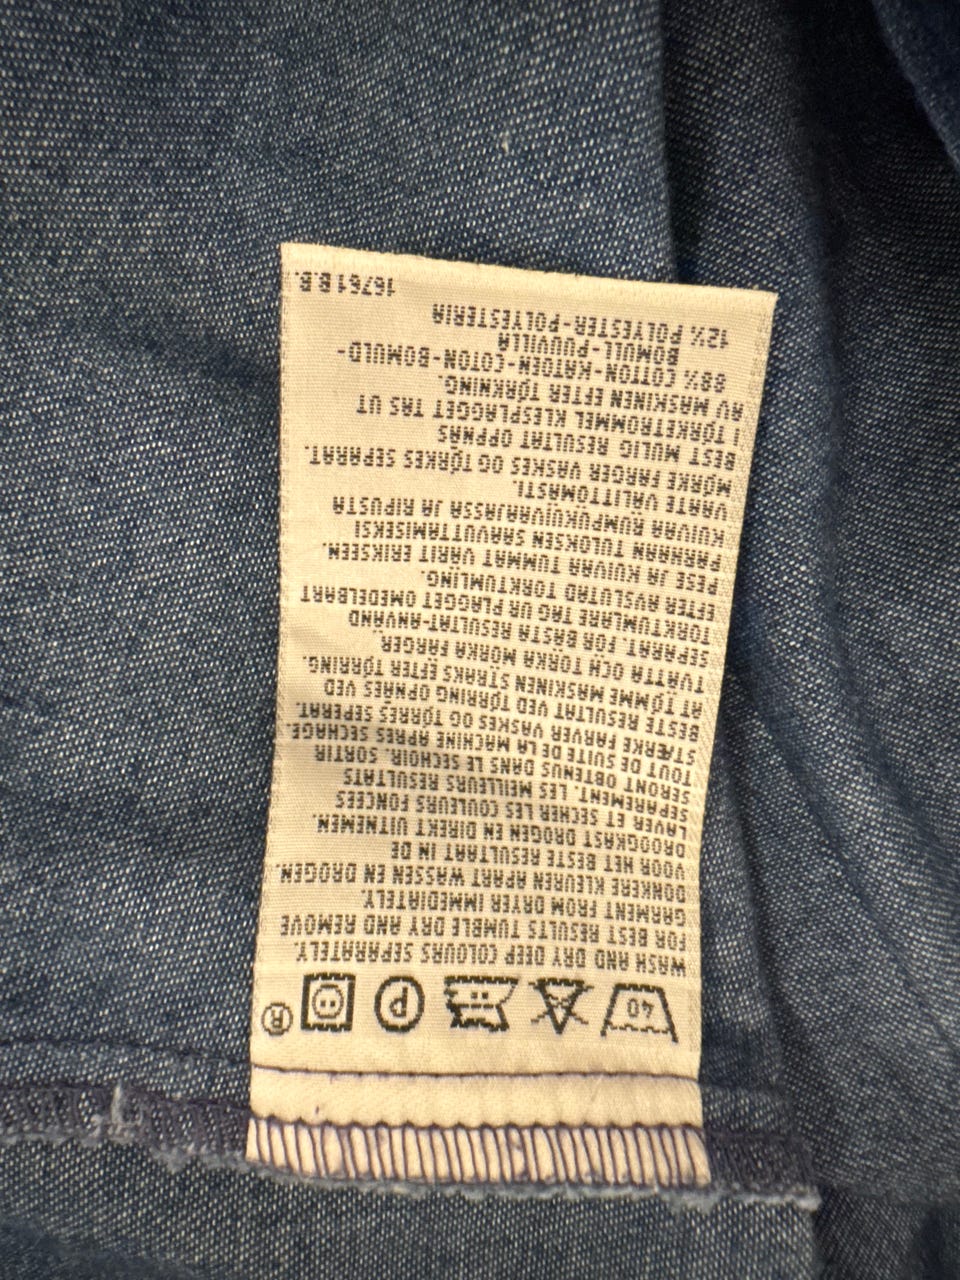 40 P ®
WASH AND DRY DEEP COLOURS SEPARATELY.
FOR BEST RESULTS TUMBLE DRY AND REMOVE
GARMENT FROM DRYER IMMEDIATELY.
DONKERE KLEUREN APART WASSEN EN DROGEN.
VOOR HET BESTE RESULTAAT IN DE
DROOGKAST DROGEN EN DIREKT UITNEMEN.
LAVER ET SECHER LES COULEURS FONCEES
SEPAREMENT. LES MEILLEURS RESULTATS
SERONT OBTENUS DANS LE SECHOIR. SORTIR
TOUT DE SUITE DE LA MACHINE APRES SECHAGE.
STÆRKE FARVER VASKES OG TØRRES SEPERAT.
BESTE RESULTAT VED TØRRING OPNÅES VED
AT TØMME MASKINEN STRAKS EFTER TØRRING.
TVATTA OCH TORKA MÖRKA FÄRGER
SEPARAT. FÖR BÄSTA RESULTAT-ANVÄND
TORKTUMLARE TAG UR PLAGGET OMEDELBART
EFTER AVSLUTAD TORKTUMLING.
PESE JA KUIVAA TUMMAT VÄRIT ERIKSEEN.
PARHAAN TULOKSEN SAAVUTTAMISEKSI
KUIVAA RUMPUKUIVAAJASSA JA RIPUSTA
VAATE VÄLITTÖMÄSTI.
MØRKE FARGER VASKES OG TØRKES SEPARAT.
BEST MULIG RESULTAT OPPNÅS
I TØRKETROMMEL KLESPLAGGET TAS UT
AV MASKINEN EFTER TØRKING.
88% COTTON-KATOEN-COTON-BOMULD-
BOMULL-PUUVILLA
12% POLYESTER-POLYESTERIA
16761 B.B.